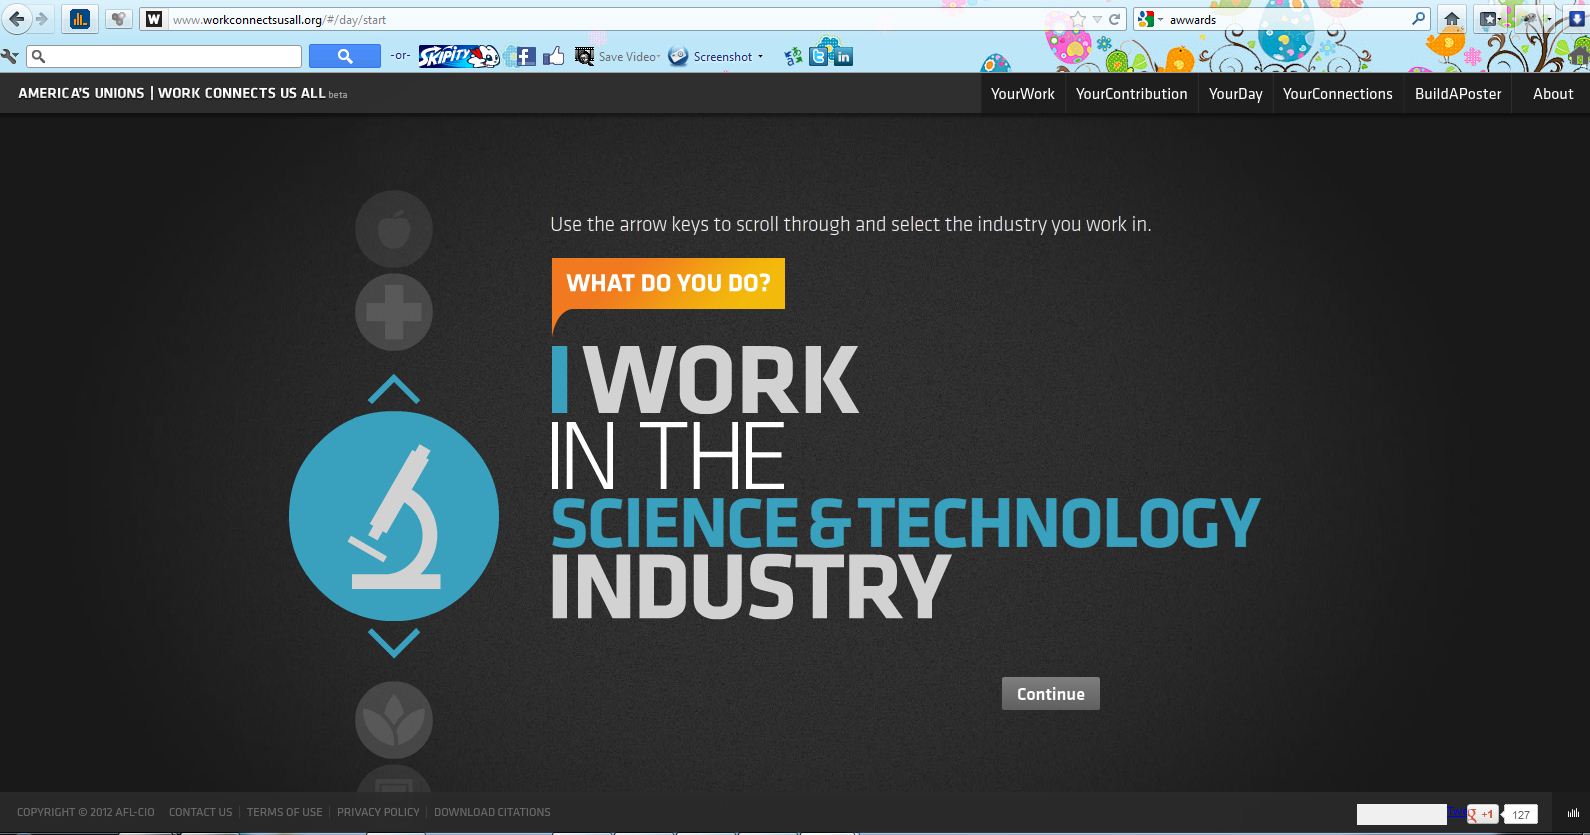 www.workconnectsusall.org/#/day/start
awwards
-or-
SKIPITY
Save Video
Screenshot
AMERICA'S UNIONS | WORK CONNECTS US ALL beta
YourWork
YourContribution
YourDay
YourConnections
BuildAPoster
About
Use the arrow keys to scroll through and select the industry you work in.
WHAT DO YOU DO?
I WORK
IN THE
SCIENCE & TECHNOLOGY
INDUSTRY
Continue
COPYRIGHT © 2012 AFL-CIO
CONTACT US
TERMS OF USE
PRIVACY POLICY
DOWNLOAD CITATIONS
+1
127